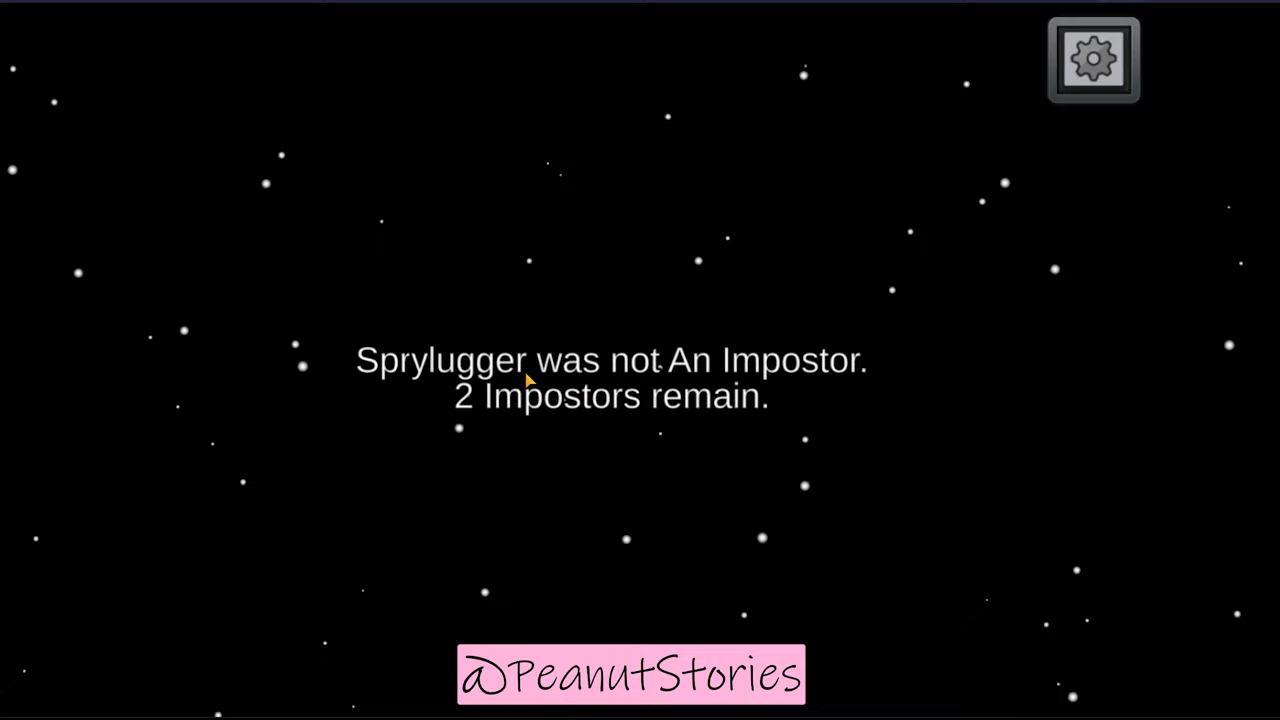 Sprylugger was not An Impostor.
2 Impostors remain.
@PeanutStories